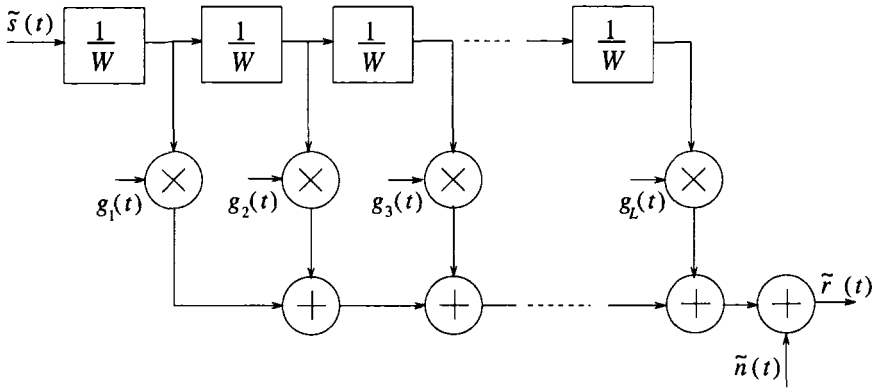 s̃(t)
1/W
1/W
1/W
1/W
×
×
×
×
g₁(t)
g₂(t)
g₃(t)
g_L(t)
+
+
+
+
r̃(t)
ñ(t)